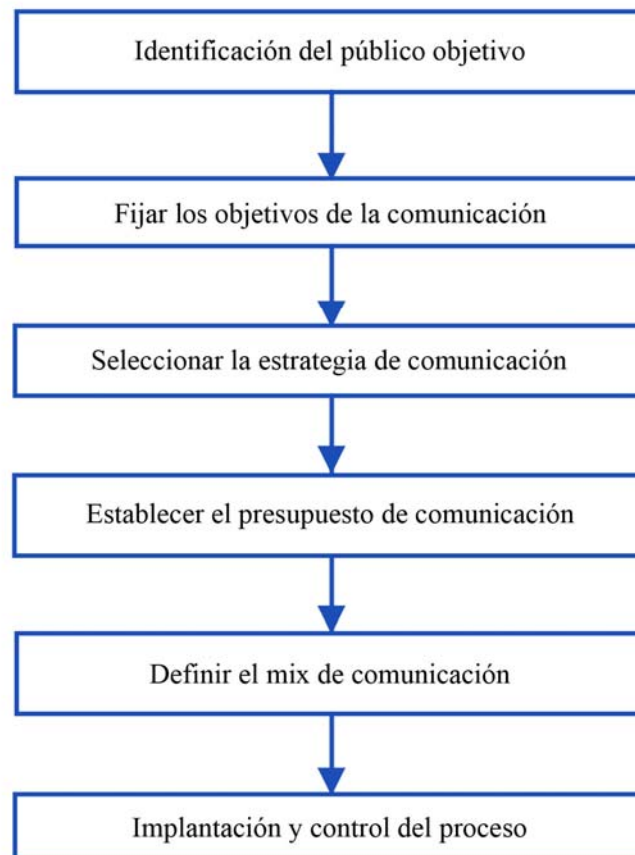 Identificación del público objetivo
Fijar los objetivos de la comunicación
Seleccionar la estrategia de comunicación
Establecer el presupuesto de comunicación
Definir el mix de comunicación
Implantación y control del proceso